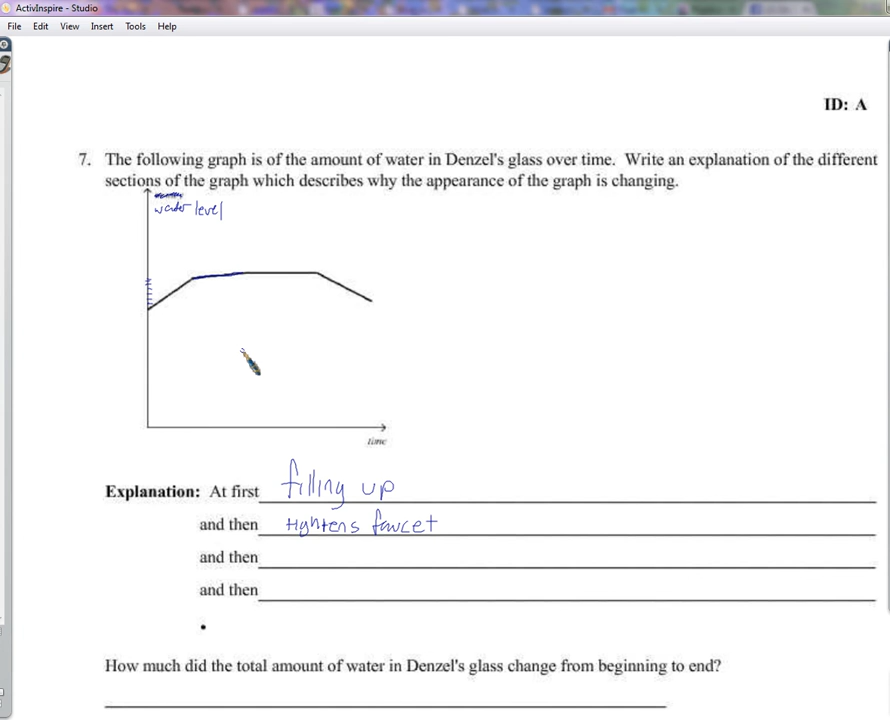 ActivInspire - Studio
File Edit View Insert Tools Help
ID: A
7. The following graph is of the amount of water in Denzel's glass over time. Write an explanation of the different
sections of the graph which describes why the appearance of the graph is changing.
water level
time
Explanation: At first filling up
and then tightens faucet
and then
and then
How much did the total amount of water in Denzel's glass change from beginning to end?